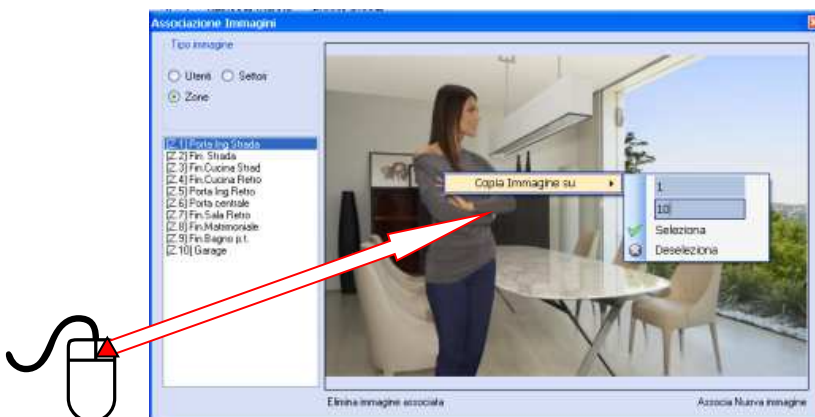 Associazione Immagini
Tipo immagine
Utenti
Settori
Zone
[Z.1] Porta Ing Strada
[Z.2] Fin. Strada
[Z.3] Fin.Cucina Strad
[Z.4] Fin.Cucina Retro
[Z.5] Porta Ing Retro
[Z.6] Porta centrale
[Z.7] Fin.Sala Retro
[Z.8] Fin.Matrimoniale
[Z.9] Fin.Bagno p.t.
[Z.10] Garage
Copia Immagine su
1
10
Seleziona
Deseleziona
Elimina immagine associata
Associa Nuova immagine